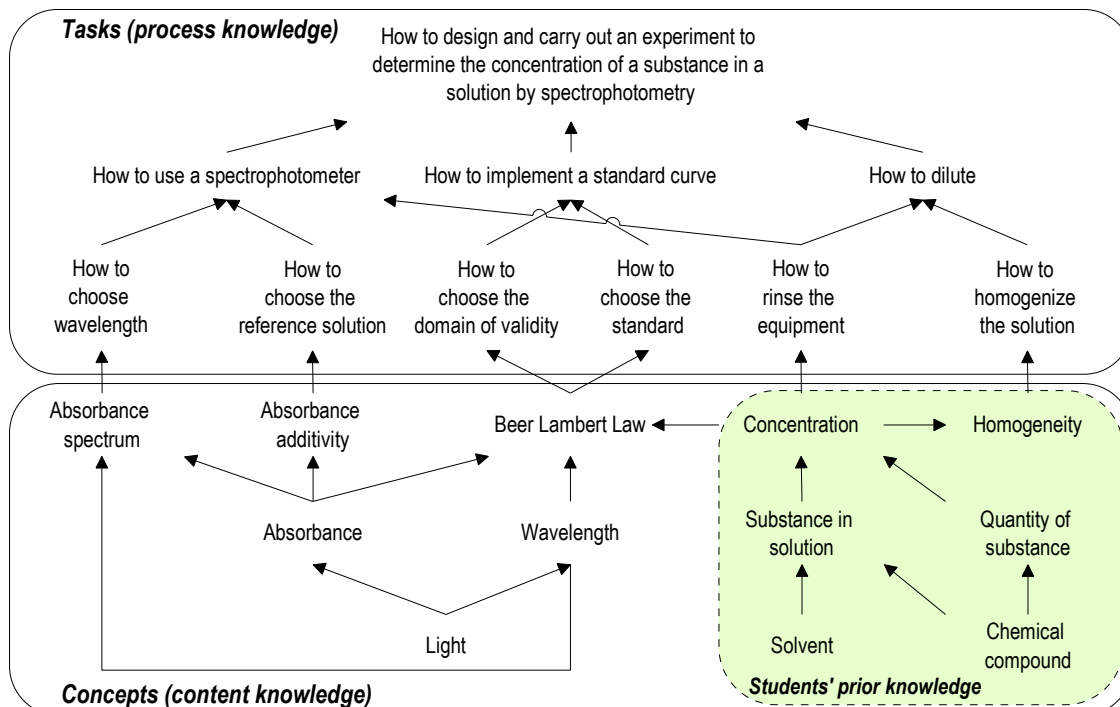 Tasks (process knowledge)
How to design and carry out an experiment to
determine the concentration of a substance in a
solution by spectrophotometry
How to use a spectrophotometer
How to implement a standard curve
How to dilute
How to
choose
wavelength
How to
choose the
reference solution
How to
choose the
domain of validity
How to
choose the
standard
How to
rinse the
equipment
How to
homogenize
the solution
Absorbance
spectrum
Absorbance
additivity
Beer Lambert Law
Concentration
Homogeneity
Absorbance
Wavelength
Substance in
solution
Quantity of
substance
Light
Solvent
Chemical
compound
Concepts (content knowledge)
Students' prior knowledge